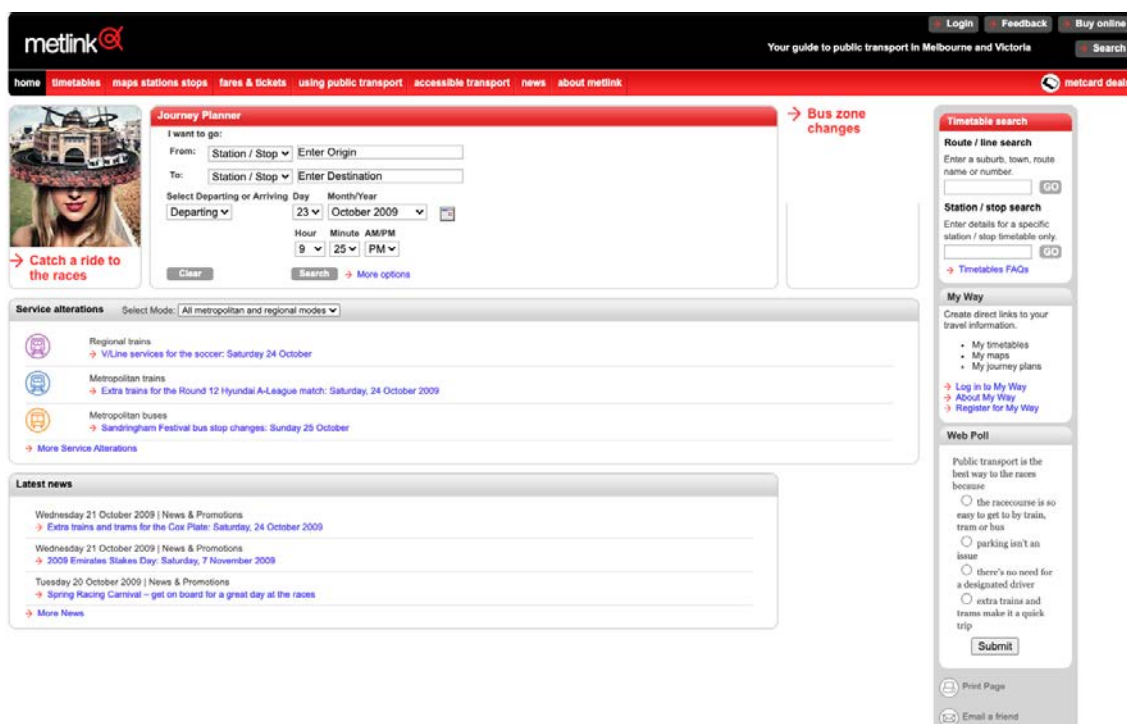 Login
Feedback
Buy online
metlink
Your guide to public transport in Melbourne and Victoria
Search
home timetables maps stations stops fares & tickets using public transport accessible transport news about metlink
metcard deals
Catch a ride to
the races
Journey Planner
I want to go:
From: Station / Stop Enter Origin
To: Station / Stop Enter Destination
Select Departing or Arriving Day Month/Year
Departing 23 October 2009
Hour Minute AM/PM
9 25 PM
Clear Search More options
Bus zone
changes
Service alterations Select Mode: All metropolitan and regional modes
Regional trains
V/Line services for the soccer: Saturday 24 October
Metropolitan trains
Extra trains for the Round 12 Hyundai A-League match: Saturday, 24 October 2009
Metropolitan buses
Sandringham Festival bus stop changes: Sunday 25 October
More Service Alterations
Latest news
Wednesday 21 October 2009 | News & Promotions
Extra trains and trams for the Cox Plate: Saturday, 24 October 2009
Wednesday 21 October 2009 | News & Promotions
2009 Emirates Stakes Day: Saturday, 7 November 2009
Tuesday 20 October 2009 | News & Promotions
Spring Racing Carnival – get on board for a great day at the races
More News
Timetable search
Route / line search
Enter a suburb, town, route
name or number.
GO
Station / stop search
Enter details for a specific
station / stop timetable only.
GO
Timetables FAQs
My Way
Create direct links to your
travel information.
My timetables
My maps
My journey plans
Log in to My Way
About My Way
Register for My Way
Web Poll
Public transport is the
best way to the races
because
the racecourse is so
easy to get to by train,
tram or bus
parking isn't an
issue
there's no need for
a designated driver
extra trains and
trams make it a quick
trip
Submit
Print Page
Email a friend